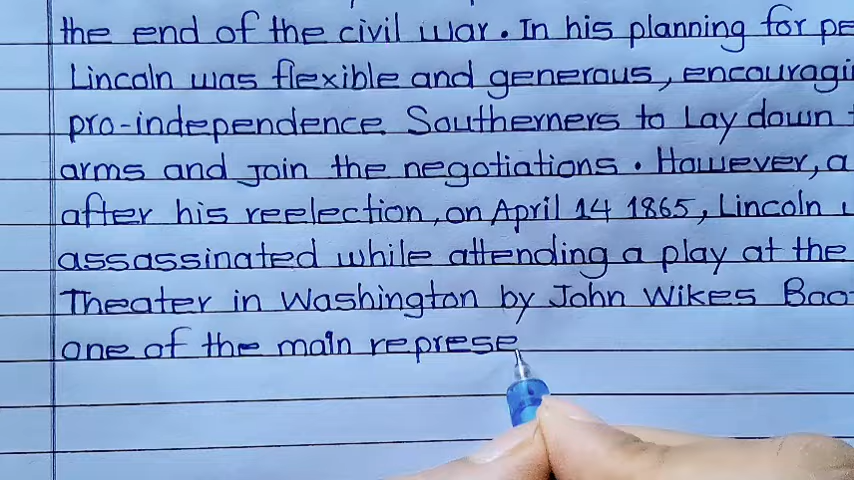 the end of the civil war. In his planning for pe
Lincoln was flexible and generous, encouragi
pro-independence Southerners to Lay down
arms and join the negotiations. However, a
after his reelection, on April 14 1865, Lincoln
assassinated while attending a play at the
Theater in Washington by John Wikes Boo
one of the main represe